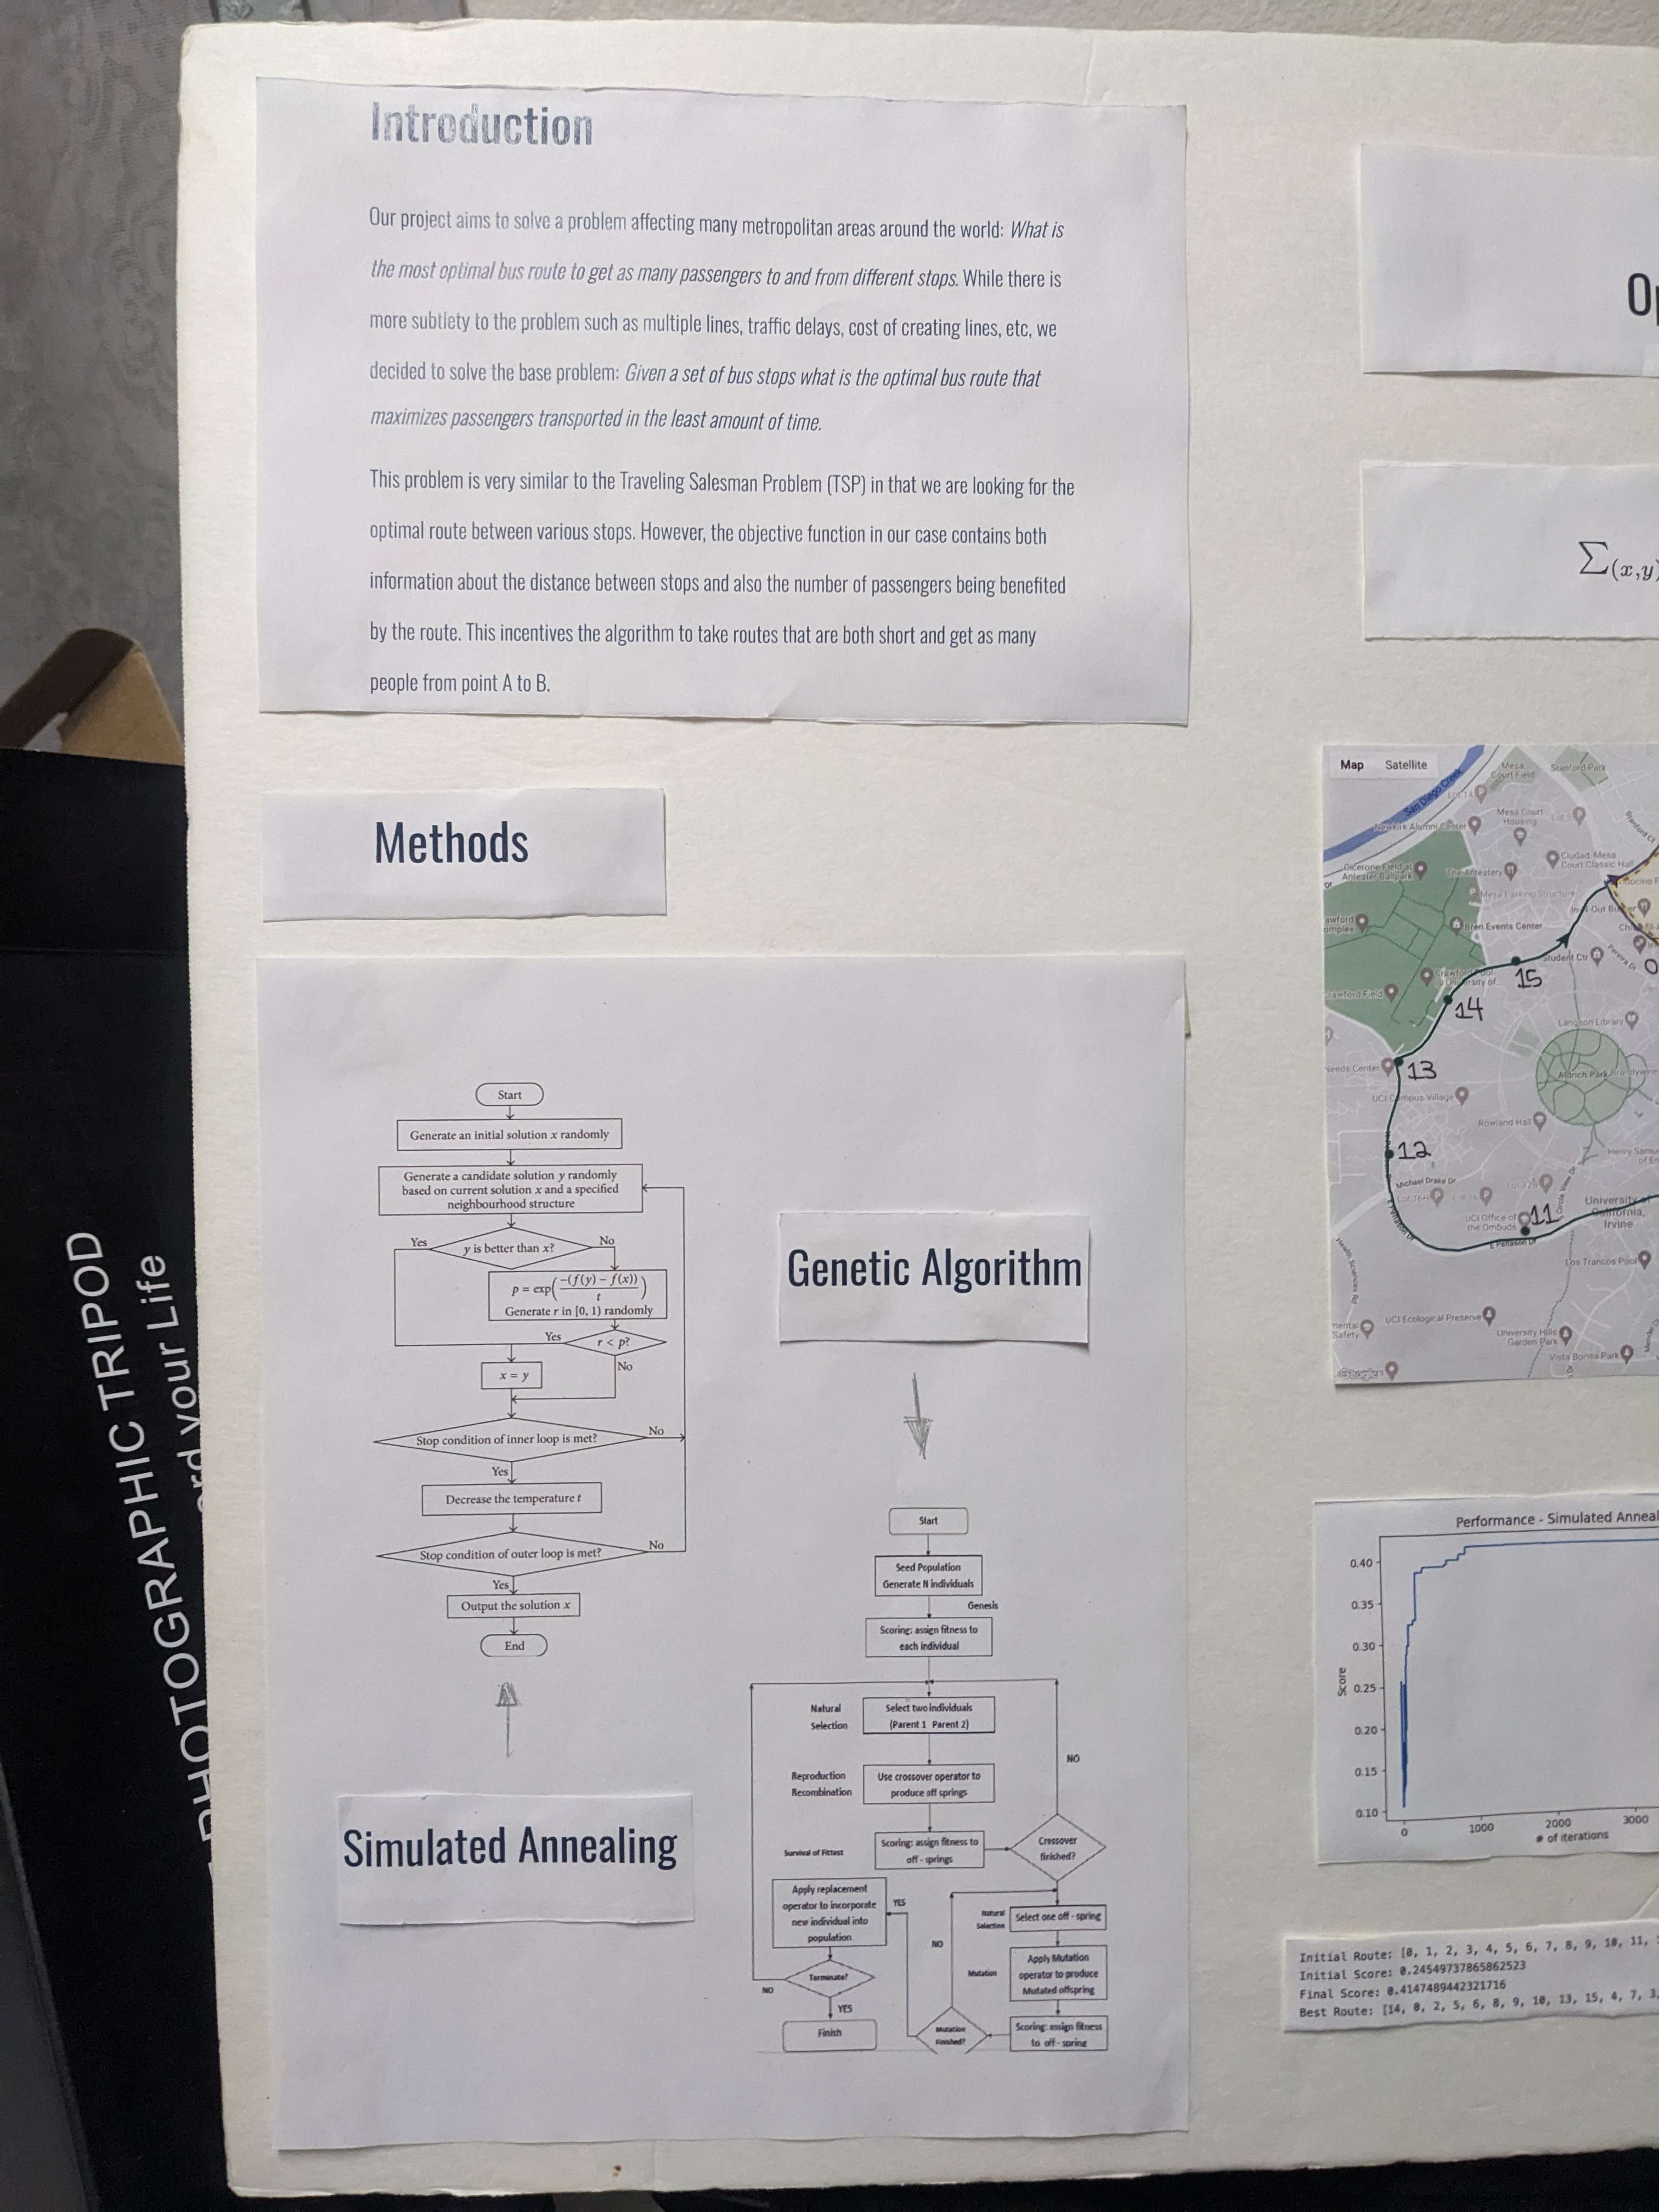 Introduction
Our project aims to solve a problem affecting many metropolitan areas around the world: What is
the most optimal bus route to get as many passengers to and from different stops. While there is
more subtlety to the problem such as multiple lines, traffic delays, cost of creating lines, etc, we
decided to solve the base problem: Given a set of bus stops what is the optimal bus route that
maximizes passengers transported in the least amount of time.
This problem is very similar to the Traveling Salesman Problem (TSP) in that we are looking for the
optimal route between various stops. However, the objective function in our case contains both
information about the distance between stops and also the number of passengers being benefited
by the route. This incentives the algorithm to take routes that are both short and get as many
people from point A to B.
Methods
Start
Generate an initial solution x randomly
Generate a candidate solution y randomly
based on current solution x and a specified
neighbourhood structure
Yes
y is better than x?
No
p = exp(-(f(y) − f(x))/t)
Generate r in [0, 1) randomly
Yes
r < p?
No
x = y
Stop condition of inner loop is met?
No
Yes
Decrease the temperature t
Stop condition of outer loop is met?
No
Yes
Output the solution x
End
Simulated Annealing
Genetic Algorithm
Start
Seed Population
Generate N individuals
Genesis
Scoring: assign fitness to
each individual
Natural
Selection
Select two individuals
(Parent 1 Parent 2)
NO
Reproduction
Recombination
Use crossover operator to
produce off springs
Survival of Fittest
Scoring: assign fitness to
off - springs
Crossover
finished?
Apply replacement
operator to incorporate
new individual into
population
YES
Natural
Selection
Select one off - spring
NO
Mutation
Apply Mutation
operator to produce
Mutated offspring
Terminate?
NO
YES
Finish
Mutation
Finished?
Scoring: assign fitness
to off - spring
Op
∑(x,y)
Map Satellite
San Diego Creek
Mesa
Court Field
Stanford Park
Newkirk Alumni Center
Mesa Court
Housing
Lot 5
Stanford Ct
Ciudad, Mesa
Court Classic Hall
Cicerone Field at
Anteater Ballpark
The Anteatery
Mesa Parking Structure
Bren Events Center
Student Ctr
Pereira Dr
15
14
Crawford Field
Langson Library
13
Needs Center
Aldrich Park
UCI Campus Village
Rowland Hall
12
Michael Drake Dr
UCI Office of
the Ombuds
11
E Peltason Dr
University of
California,
Irvine
Los Trancos Pool
Health Sciences Rd
UCI Ecological Preserve
mental
Safety
University Hills
Garden Park
Vista Bonita Park
Google
Performance - Simulated Anneal
0.40
0.35
0.30
0.25
0.20
0.15
0.10
Score
0 1000 2000 3000
# of iterations
Initial Route: [0, 1, 2, 3, 4, 5, 6, 7, 8, 9, 10, 11,
Initial Score: 0.24549737865862523
Final Score: 0.4147489442321716
Best Route: [14, 0, 2, 5, 6, 8, 9, 10, 13, 15, 4, 7, 3,
PHOTOGRAPHIC TRIPOD
ord your Life